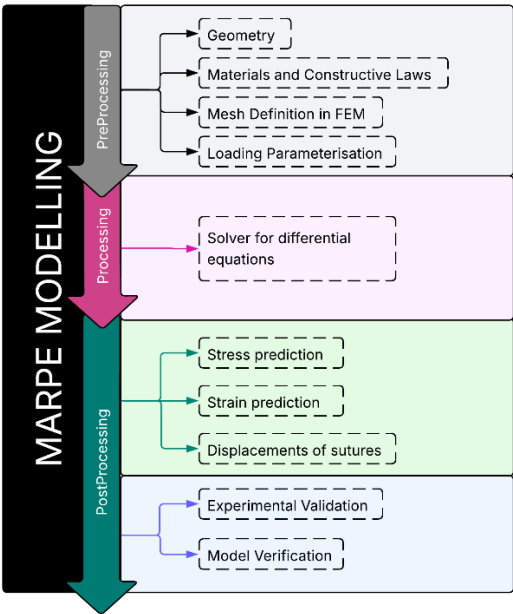 MARPE MODELLING
PreProcessing
Geometry
Materials and Constructive Laws
Mesh Definition in FEM
Loading Parameterisation
Processing
Solver for differential
equations
PostProcessing
Stress prediction
Strain prediction
Displacements of sutures
Experimental Validation
Model Verification